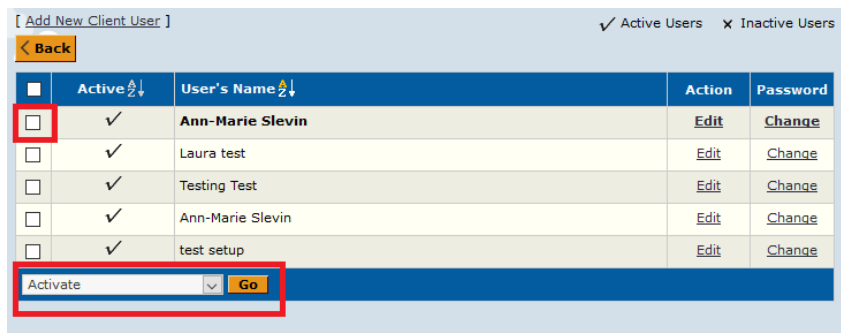 [ Add New Client User ] ✓ Active Users x Inactive Users
< Back
Active A Z User's Name A Z Action Password
✓ Ann-Marie Slevin Edit Change
✓ Laura test Edit Change
✓ Testing Test Edit Change
✓ Ann-Marie Slevin Edit Change
✓ test setup Edit Change
Activate Go